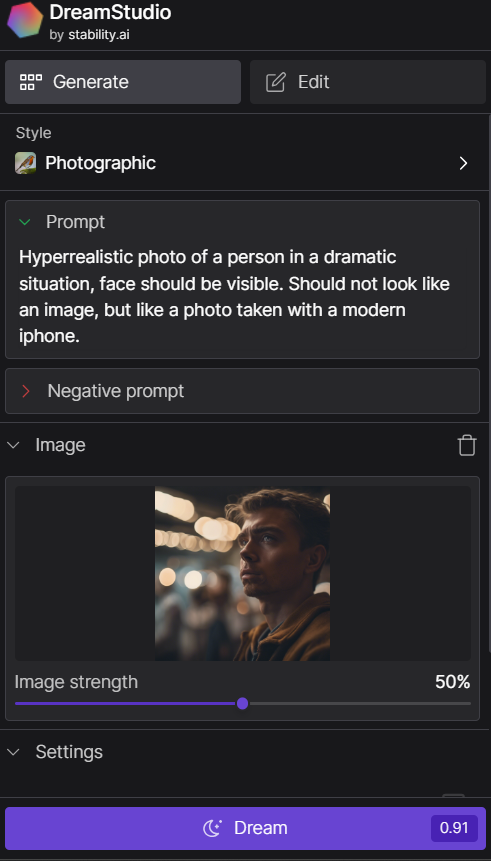 DreamStudio
by stability.ai
Generate
Edit
Style
Photographic
Prompt
Hyperrealistic photo of a person in a dramatic
situation, face should be visible. Should not look like
an image, but like a photo taken with a modern
iphone.
Negative prompt
Image
Image strength
50%
Settings
Dream
0.91